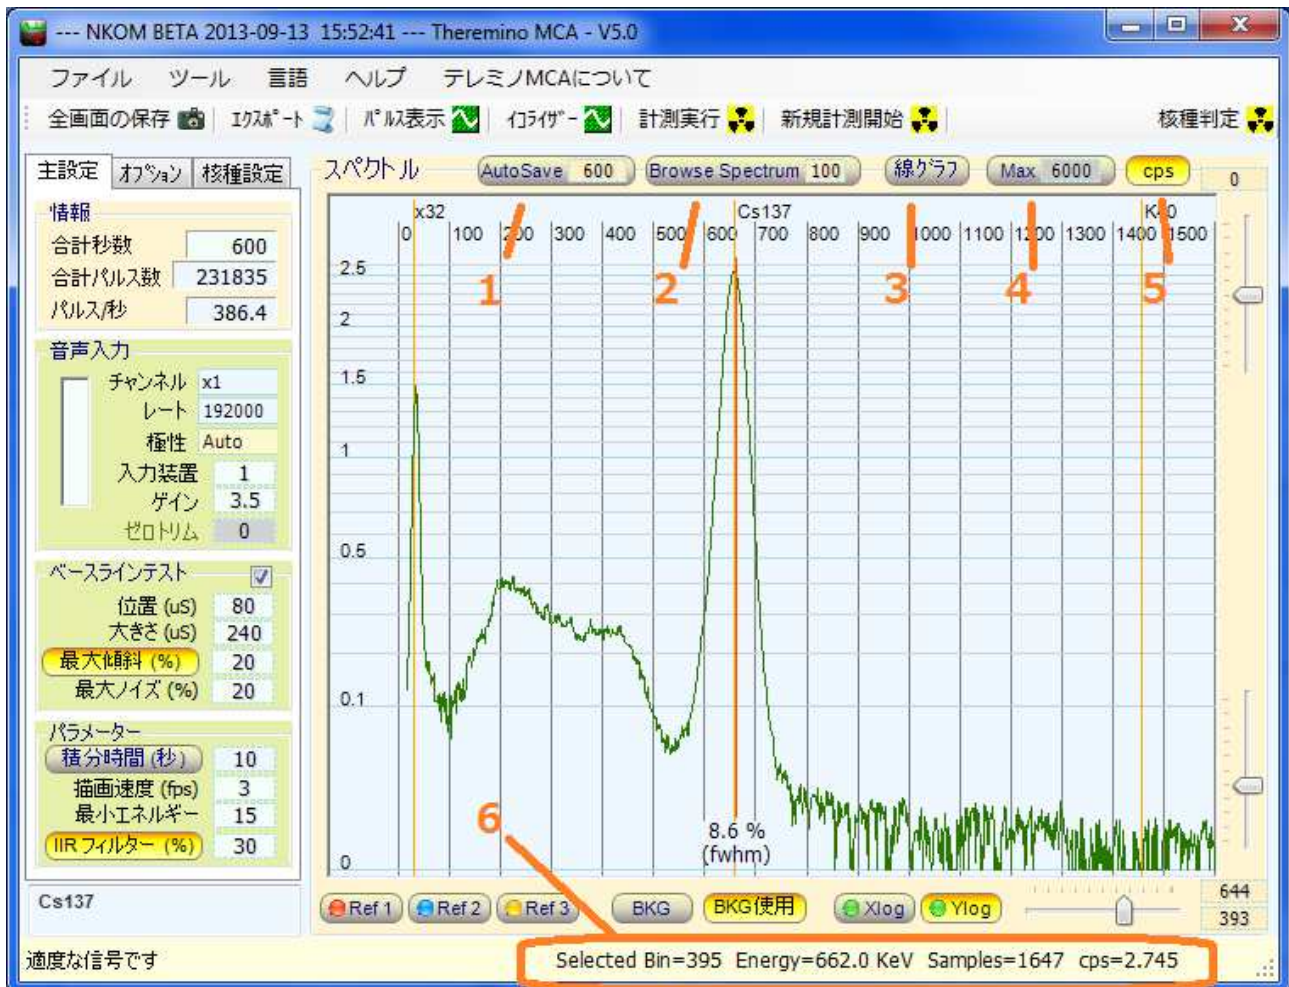 --- NKOM BETA 2013-09-13 15:52:41 --- Theremino MCA - V5.0
ファイル ツール 言語 ヘルプ テレミノMCAについて
全画面の保存 エクスポート パルス表示 イコライザー 計測実行 新規計測開始 核種判定
主設定 オプション 核種設定
スペクトル AutoSave 600 Browse Spectrum 100 線グラフ Max 6000 cps 0
情報
合計秒数 600
合計パルス数 231835
パルス/秒 386.4
音声入力
チャンネル x1
レート 192000
極性 Auto
入力装置 1
ゲイン 3.5
ゼロトリム 0
ベースラインテスト
位置 (uS) 80
大きさ (uS) 240
最大傾斜 (%) 20
最大ノイズ (%) 20
パラメーター
積分時間 (秒) 10
描画速度 (fps) 3
最小エネルギー 15
IIR フィルター (%) 30
Cs137
x32 Cs137 K40
0 100 200 300 400 500 600 700 800 900 1000 1100 1200 1300 1400 1500
1 2 3 4 5
2.5
2
1.5
1
0.5
0.1
0
6
8.6 %
(fwhm)
Ref 1 Ref 2 Ref 3 BKG BKG使用 Xlog Ylog
644
393
適度な信号です
Selected Bin=395 Energy=662.0 KeV Samples=1647 cps=2.745